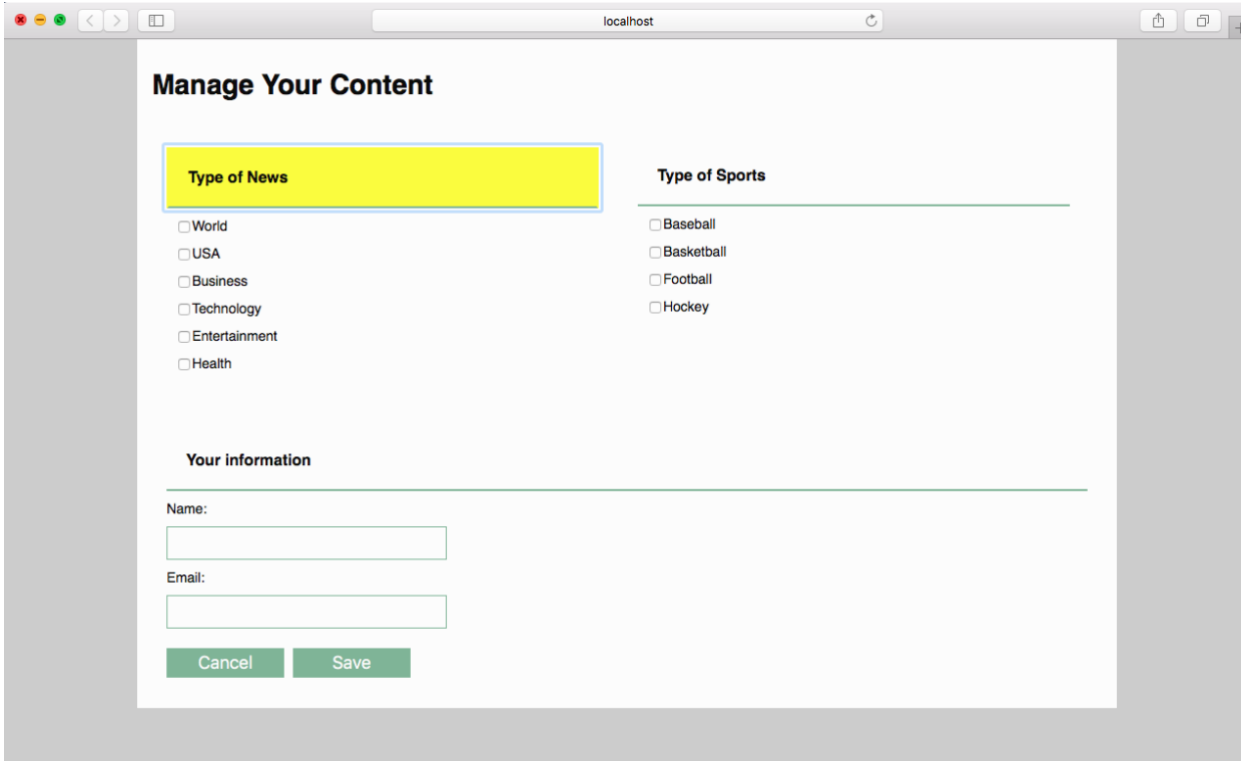 localhost
Manage Your Content
Type of News
World
USA
Business
Technology
Entertainment
Health
Type of Sports
Baseball
Basketball
Football
Hockey
Your information
Name:
Email:
Cancel
Save